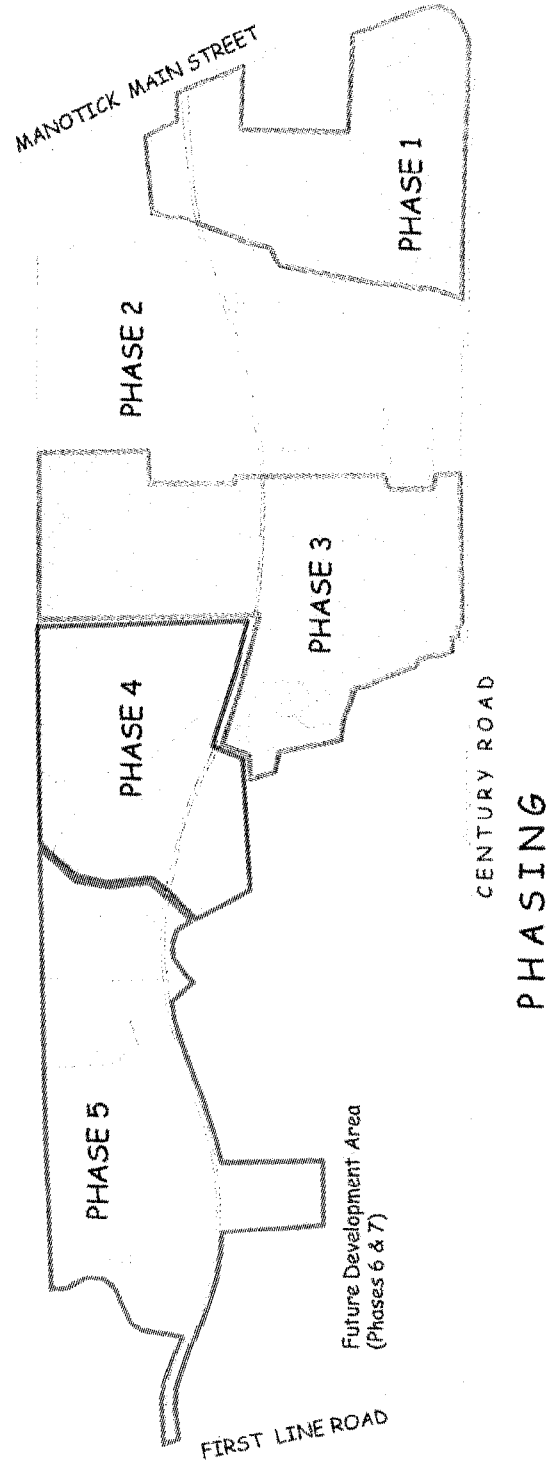 MANOTICK MAIN STREET
PHASE 1
PHASE 2
PHASE 3
PHASE 4
PHASE 5
Future Development Area
(Phases 6 & 7)
FIRST LINE ROAD
CENTURY ROAD
PHASING